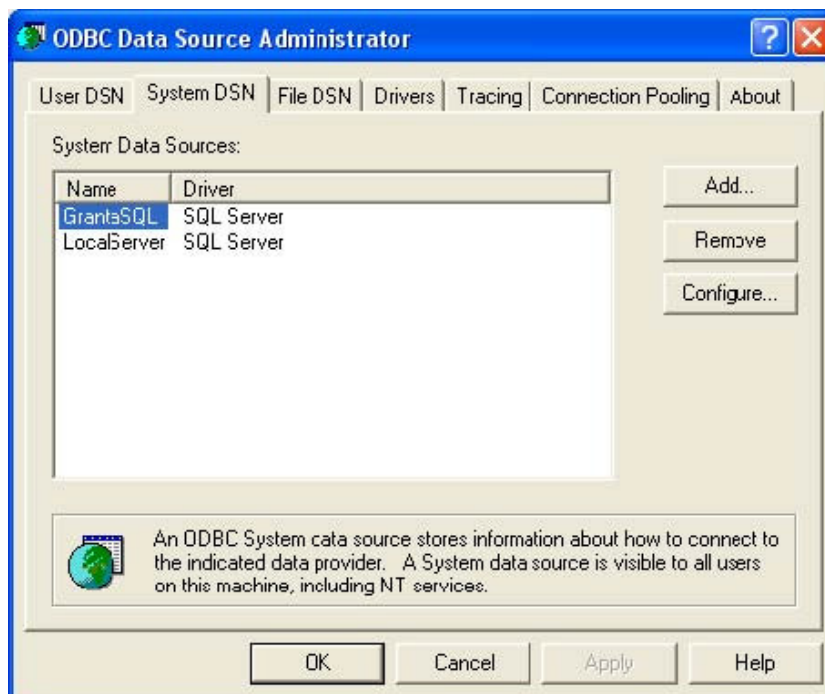 ODBC Data Source Administrator
User DSN System DSN File DSN Drivers Tracing Connection Pooling About
System Data Sources:
Name Driver
GrantaSQL SQL Server
LocalServer SQL Server
Add...
Remove
Configure...
An ODBC System data source stores information about how to connect to
the indicated data provider. A System data source is visible to all users
on this machine, including NT services.
OK Cancel Apply Help